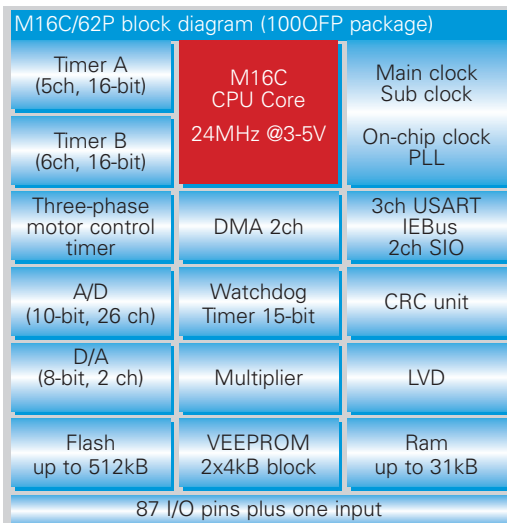 M16C/62P block diagram (100QFP package)
Timer A
(5ch, 16-bit)
M16C
CPU Core
24MHz @3-5V
Main clock
Sub clock
On-chip clock
PLL
Timer B
(6ch, 16-bit)
Three-phase
motor control
timer
DMA 2ch
3ch USART
IEBus
2ch SIO
A/D
(10-bit, 26 ch)
Watchdog
Timer 15-bit
CRC unit
D/A
(8-bit, 2 ch)
Multiplier
LVD
Flash
up to 512kB
VEEPROM
2x4kB block
Ram
up to 31kB
87 I/O pins plus one input